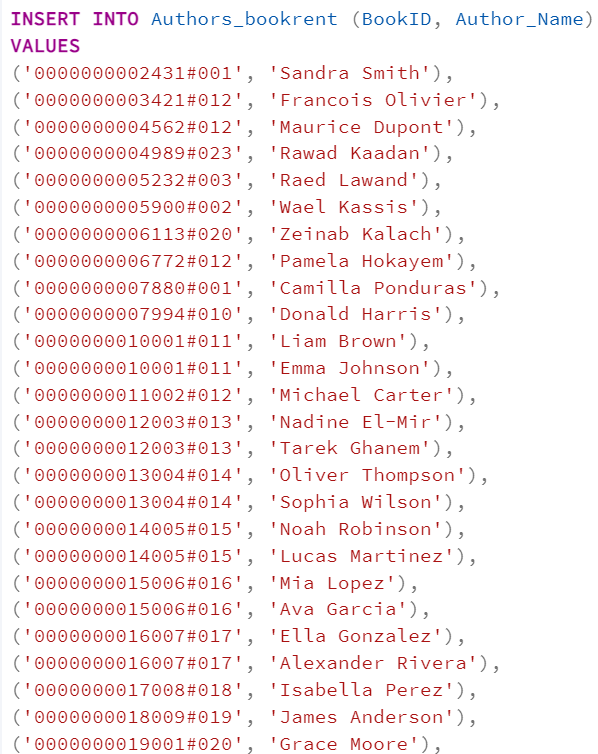 INSERT INTO Authors_bookrent (BookID, Author_Name)
VALUES
('0000000002431#001', 'Sandra Smith'),
('0000000003421#012', 'Francois Olivier'),
('0000000004562#012', 'Maurice Dupont'),
('0000000004989#023', 'Rawad Kaadan'),
('0000000005232#003', 'Raed Lawand'),
('0000000005900#002', 'Wael Kassis'),
('0000000006113#020', 'Zeinab Kalach'),
('0000000006772#012', 'Pamela Hokayem'),
('0000000007880#001', 'Camilla Ponduras'),
('0000000007994#010', 'Donald Harris'),
('0000000010001#011', 'Liam Brown'),
('0000000010001#011', 'Emma Johnson'),
('0000000011002#012', 'Michael Carter'),
('0000000012003#013', 'Nadine El-Mir'),
('0000000012003#013', 'Tarek Ghanem'),
('0000000013004#014', 'Oliver Thompson'),
('0000000013004#014', 'Sophia Wilson'),
('0000000014005#015', 'Noah Robinson'),
('0000000014005#015', 'Lucas Martinez'),
('0000000015006#016', 'Mia Lopez'),
('0000000015006#016', 'Ava Garcia'),
('0000000016007#017', 'Ella Gonzalez'),
('0000000016007#017', 'Alexander Rivera'),
('0000000017008#018', 'Isabella Perez'),
('0000000018009#019', 'James Anderson'),
('0000000019001#020', 'Grace Moore'),